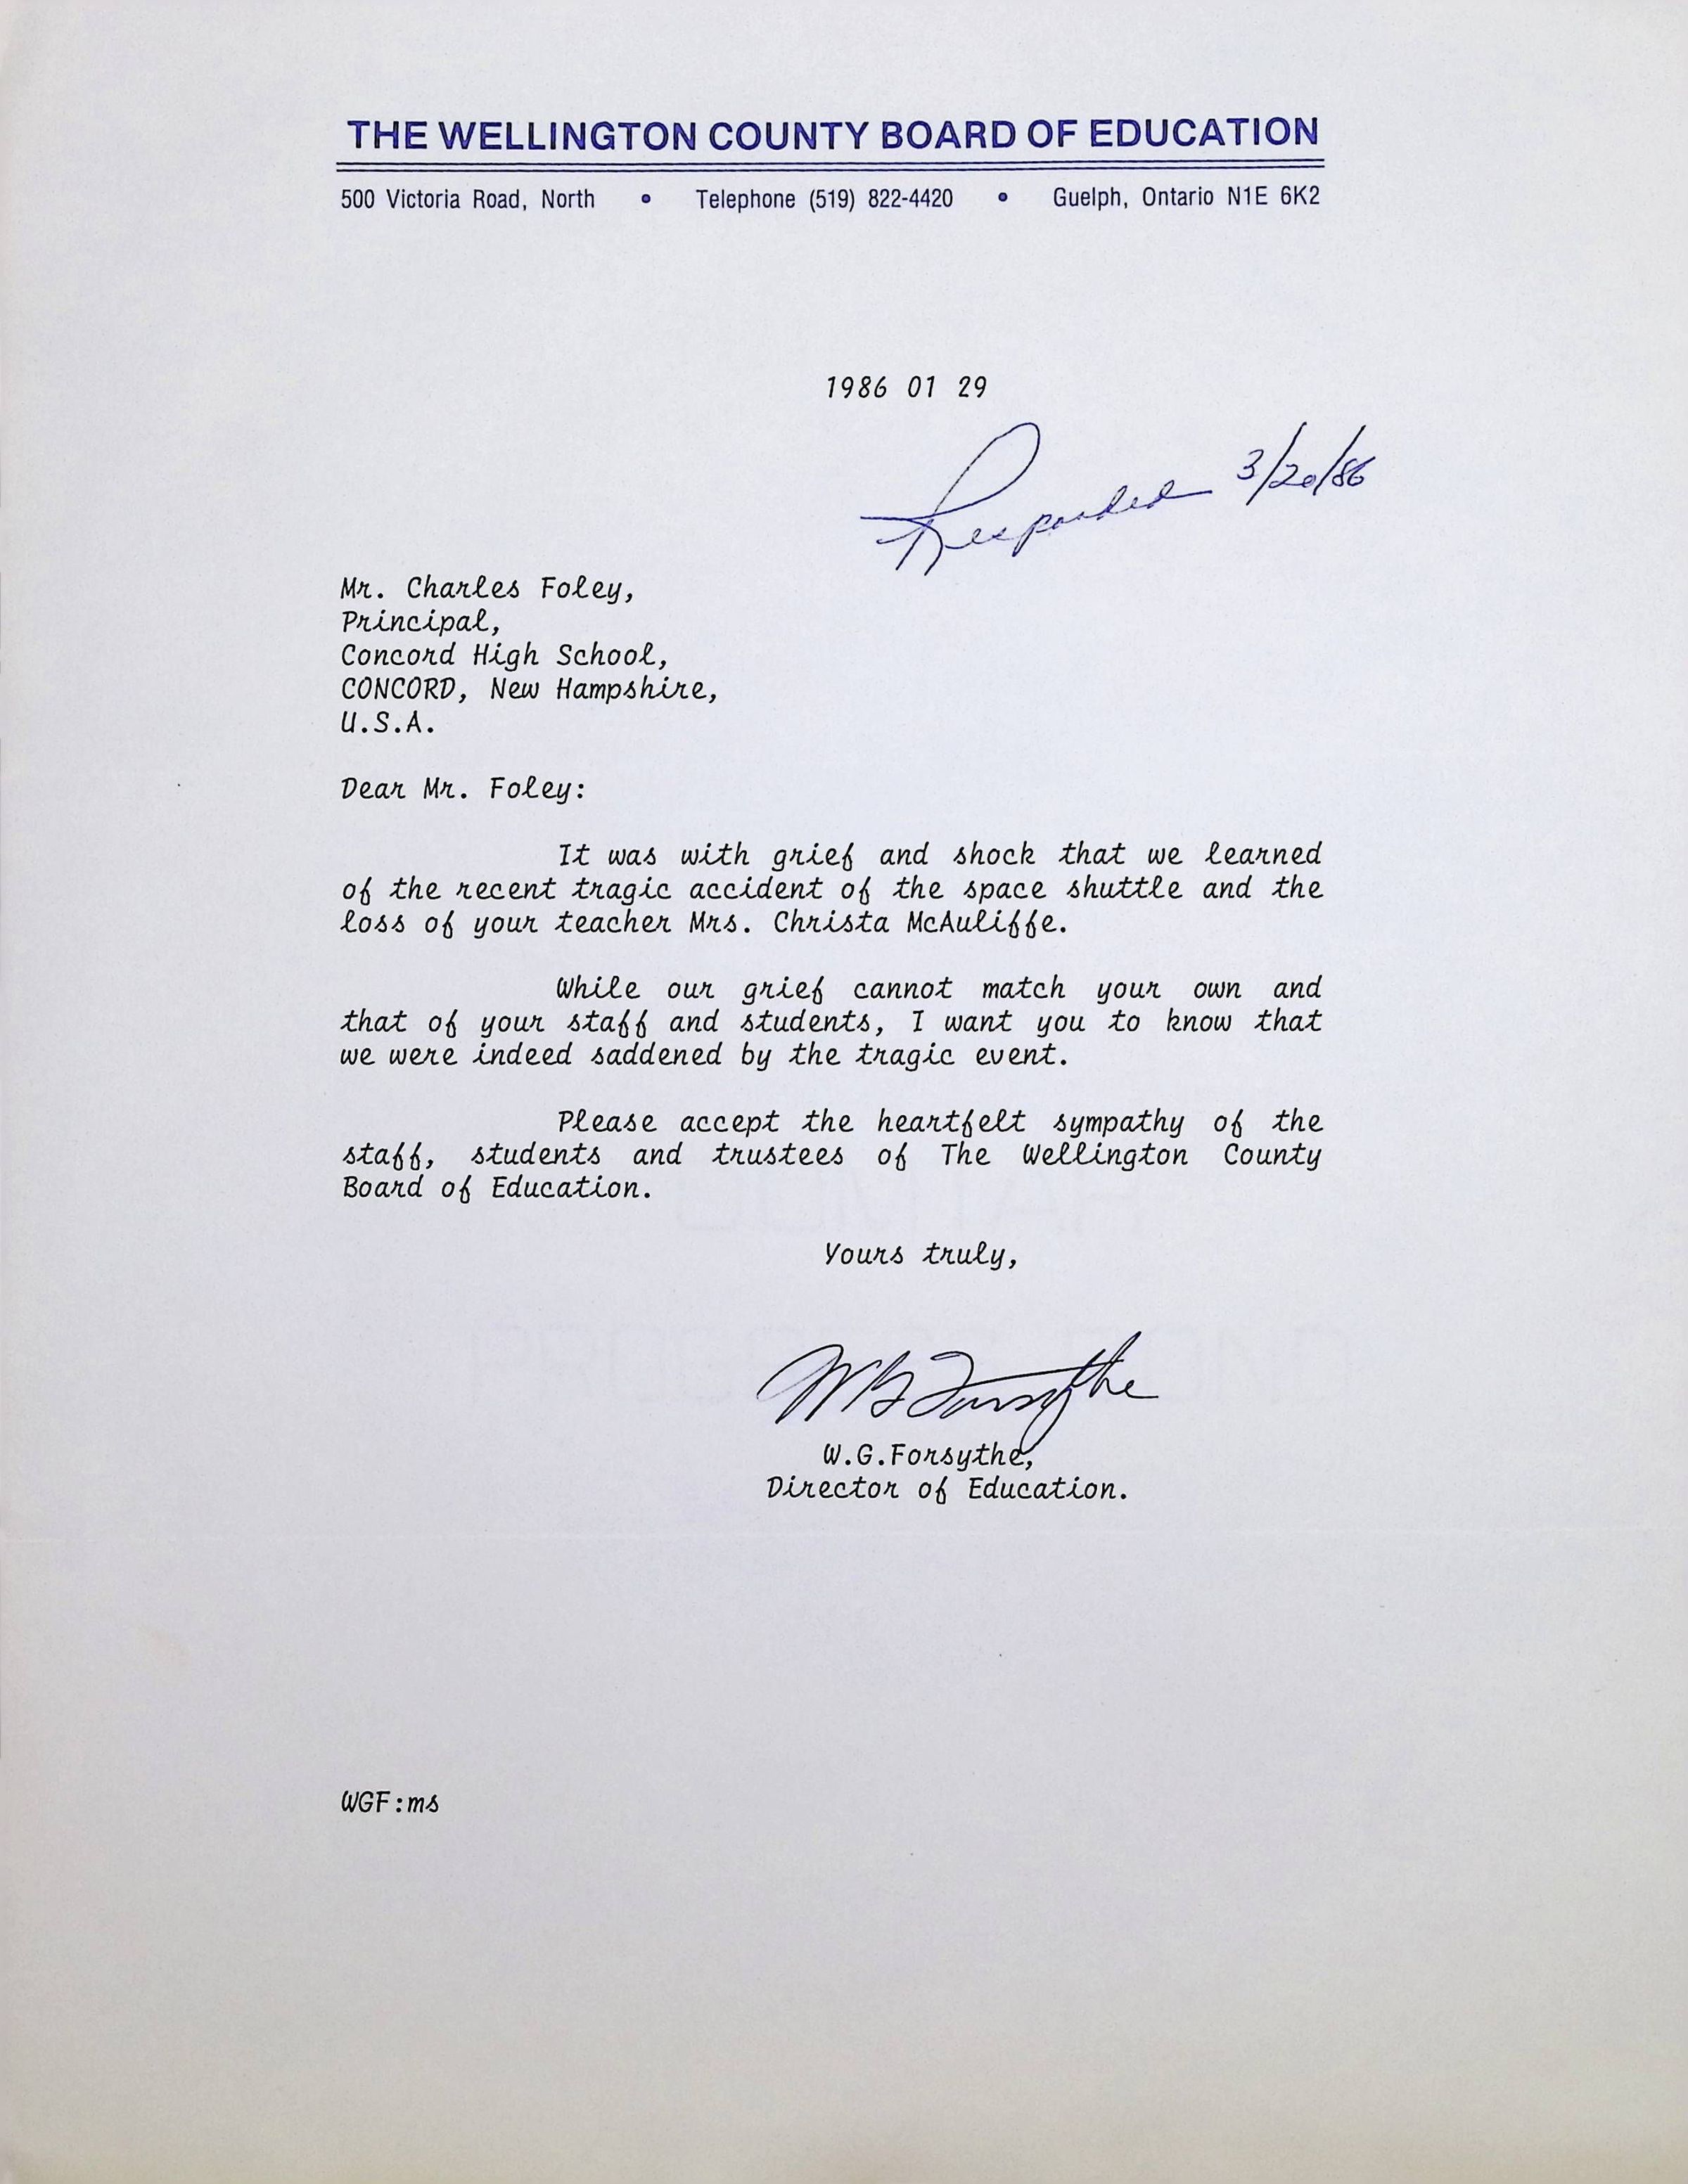 THE WELLINGTON COUNTY BOARD OF EDUCATION
500 Victoria Road, North • Telephone (519) 822-4420 • Guelph, Ontario N1E 6K2
1986 01 29
Responded 3/20/86
Mr. Charles Foley,
Principal,
Concord High School,
CONCORD, New Hampshire,
U.S.A.
Dear Mr. Foley:
It was with grief and shock that we learned
of the recent tragic accident of the space shuttle and the
loss of your teacher Mrs. Christa McAuliffe.
While our grief cannot match your own and
that of your staff and students, I want you to know that
we were indeed saddened by the tragic event.
Please accept the heartfelt sympathy of the
staff, students and trustees of The Wellington County
Board of Education.
Yours truly,
WG Forsythe
W.G.Forsythe,
Director of Education.
WGF:ms